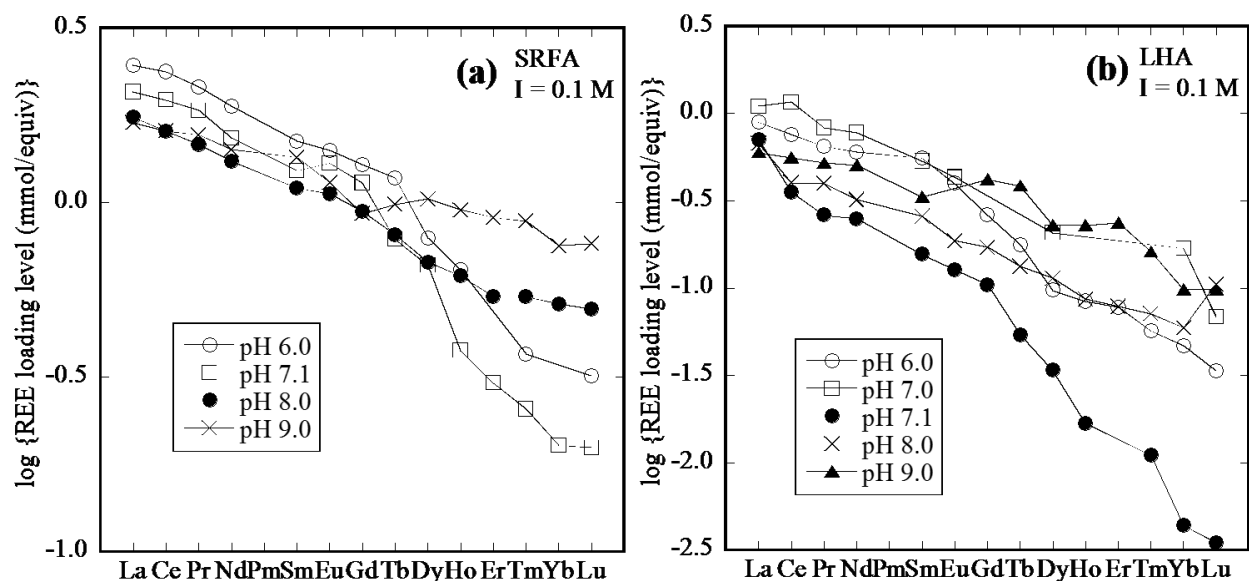 (a) SRFA
I = 0.1 M
log {REE loading level (mmol/equiv)}
0.5
0.0
-0.5
-1.0
pH 6.0
pH 7.1
pH 8.0
pH 9.0
La Ce Pr Nd Pm Sm Eu Gd Tb Dy Ho Er Tm Yb Lu
(b) LHA
I = 0.1 M
log {REE loading level (mmol/equiv)}
0.5
0.0
-0.5
-1.0
-1.5
-2.0
-2.5
pH 6.0
pH 7.0
pH 7.1
pH 8.0
pH 9.0
La Ce Pr Nd Pm Sm Eu Gd Tb Dy Ho Er Tm Yb Lu